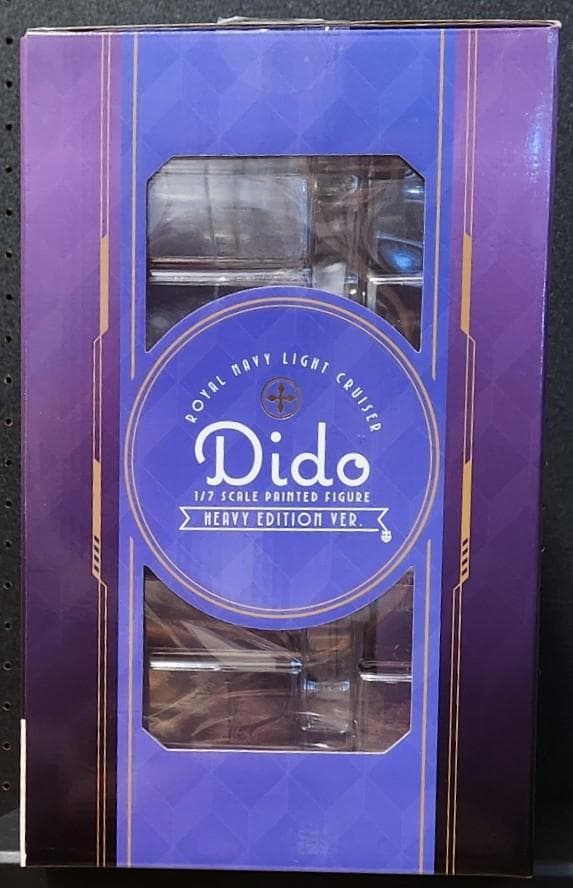 ROYAL NAVY LIGHT CRUISER
Dido
1/7 SCALE PAINTED FIGURE
HEAVY EDITION VER.